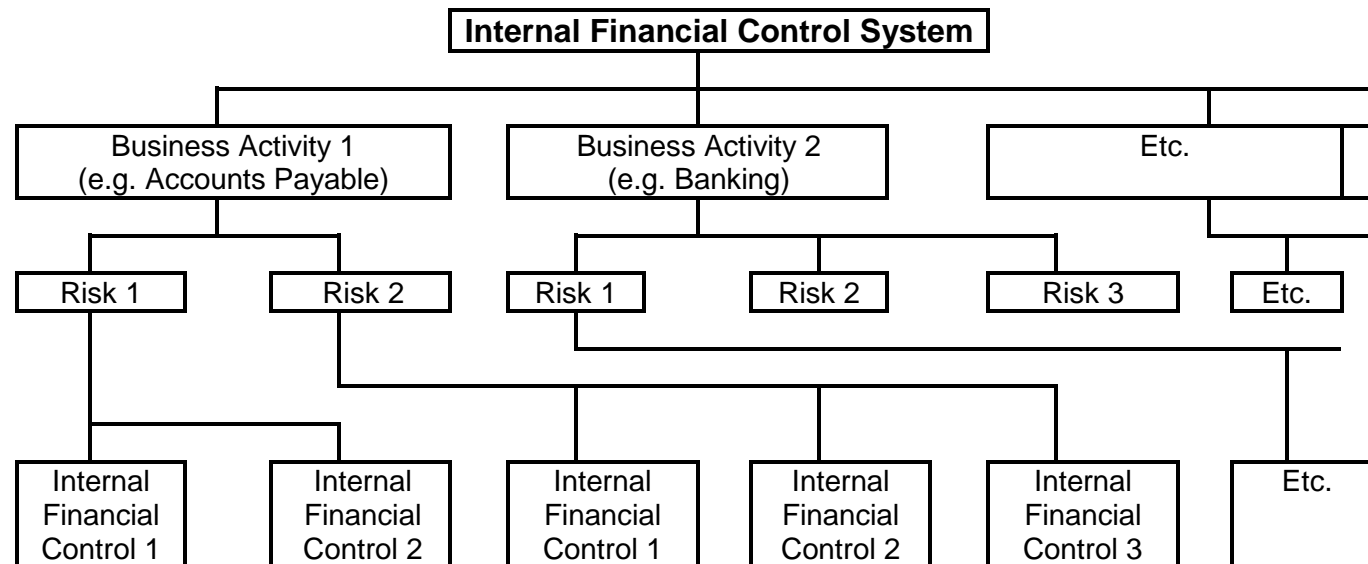 Internal Financial Control System
Business Activity 1
(e.g. Accounts Payable)
Business Activity 2
(e.g. Banking)
Etc.
Risk 1
Risk 2
Risk 1
Risk 2
Risk 3
Etc.
Internal
Financial
Control 1
Internal
Financial
Control 2
Internal
Financial
Control 1
Internal
Financial
Control 2
Internal
Financial
Control 3
Etc.